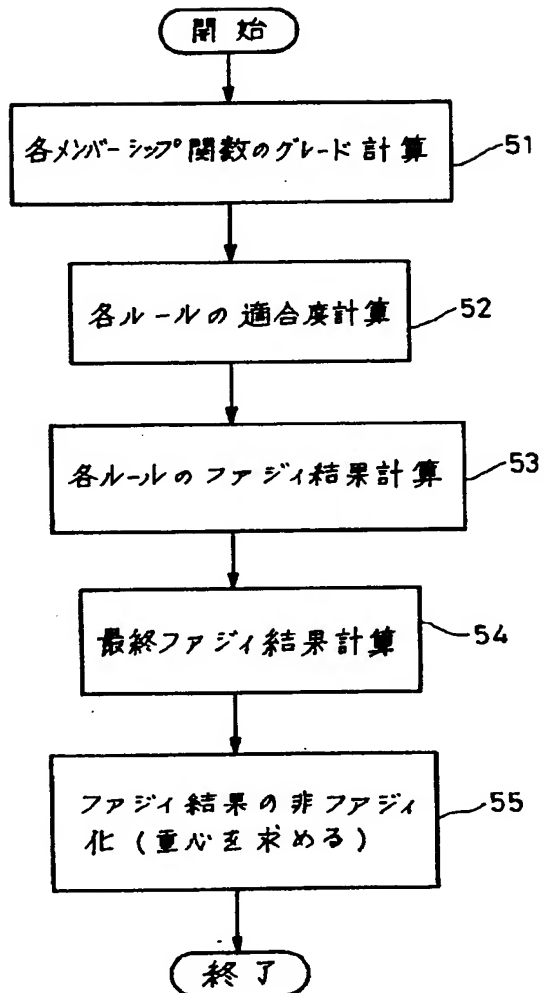 開始
各メンバーシップ関数のグレード計算
51
各ルールの適合度計算
52
各ルールのファジィ結果計算
53
最終ファジィ結果計算
54
ファジィ結果の非ファジィ
化(重心を求める)
55
終了